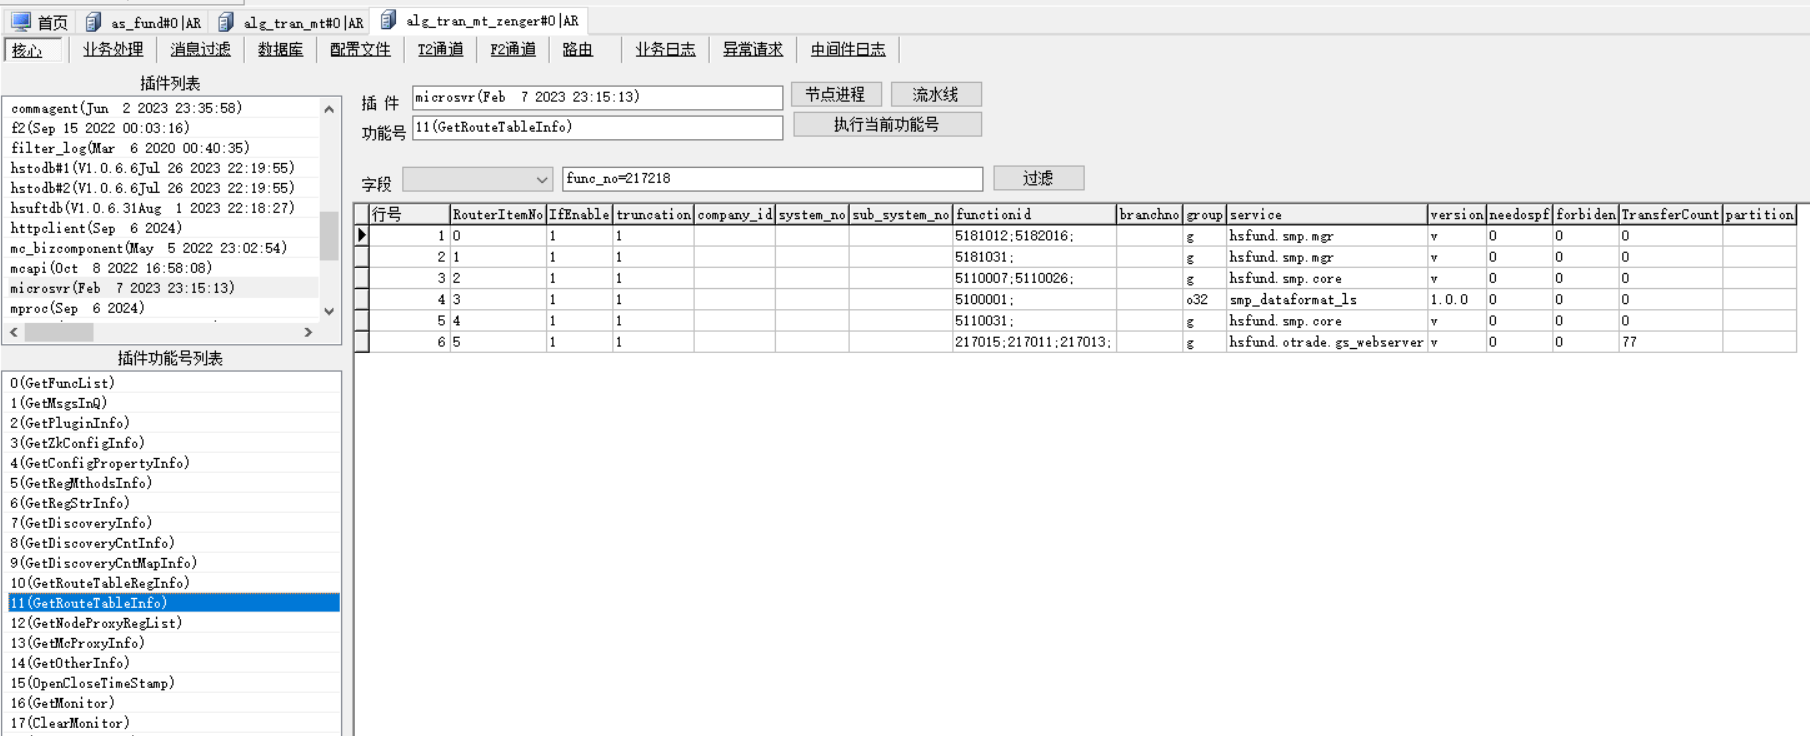 首页 as_fund#0|AR alg_tran_mt#0|AR alg_tran_mt_zenger#0|AR
核心 业务处理 消息过滤 数据库 配置文件 T2通道 F2通道 路由 业务日志 异常请求 中间件日志
插件列表
commagent(Jun  2 2023 23:35:58)
f2(Sep 15 2022 00:03:16)
filter_log(Mar  6 2020 00:40:35)
hstodb#1(V1.0.6.6Jul 26 2023 22:19:55)
hstodb#2(V1.0.6.6Jul 26 2023 22:19:55)
hsuftdb(V1.0.6.31Aug  1 2023 22:18:27)
httpclient(Sep  6 2024)
mc_bizcomponent(May  5 2022 23:02:54)
mcapi(Oct  8 2022 16:58:08)
microsvr(Feb  7 2023 23:15:13)
mproc(Sep  6 2024)
插件功能号列表
0(GetFuncList)
1(GetMsgsInQ)
2(GetPluginInfo)
3(GetZkConfigInfo)
4(GetConfigPropertyInfo)
5(GetRegMthodsInfo)
6(GetRegStrInfo)
7(GetDiscoveryInfo)
8(GetDiscoveryCntInfo)
9(GetDiscoveryCntMapInfo)
10(GetRouteTableRegInfo)
11(GetRouteTableInfo)
12(GetNodeProxyRegList)
13(GetMcProxyInfo)
14(GetOtherInfo)
15(OpenCloseTimeStamp)
16(GetMonitor)
17(ClearMonitor)
插 件 microsvr(Feb  7 2023 23:15:13) 节点进程 流水线
功能号 11(GetRouteTableInfo) 执行当前功能号
字段 func_no=217218 过滤
行号 RouterItemNo IfEnable truncation company_id system_no sub_system_no functionid branchno group service version needospf forbiden TransferCount partition
1 0 1 1 5181012;5182016; g hsfund.smp.mgr v 0 0 0
2 1 1 1 5181031; g hsfund.smp.mgr v 0 0 0
3 2 1 1 5110007;5110026; g hsfund.smp.core v 0 0 0
4 3 1 1 5100001; o32 smp_dataformat_ls 1.0.0 0 0 0
5 4 1 1 5110031; g hsfund.smp.core v 0 0 0
6 5 1 1 217015;217011;217013; g hsfund.otrade.gs_webserver v 0 0 77